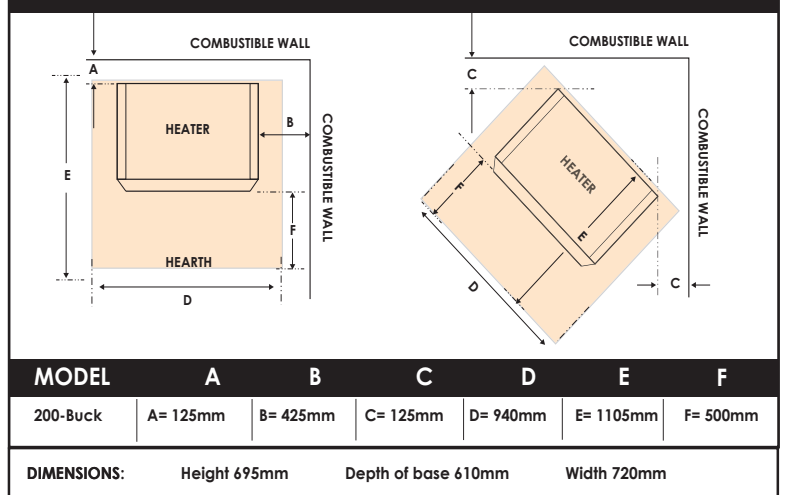 COMBUSTIBLE WALL
A
HEATER
B
COMBUSTIBLE WALL
E
F
HEARTH
D
COMBUSTIBLE WALL
C
COMBUSTIBLE WALL
HEATER
F
E
D
C
MODEL A B C D E F
200-Buck A= 125mm B= 425mm C= 125mm D= 940mm E= 1105mm F= 500mm
DIMENSIONS: Height 695mm Depth of base 610mm Width 720mm